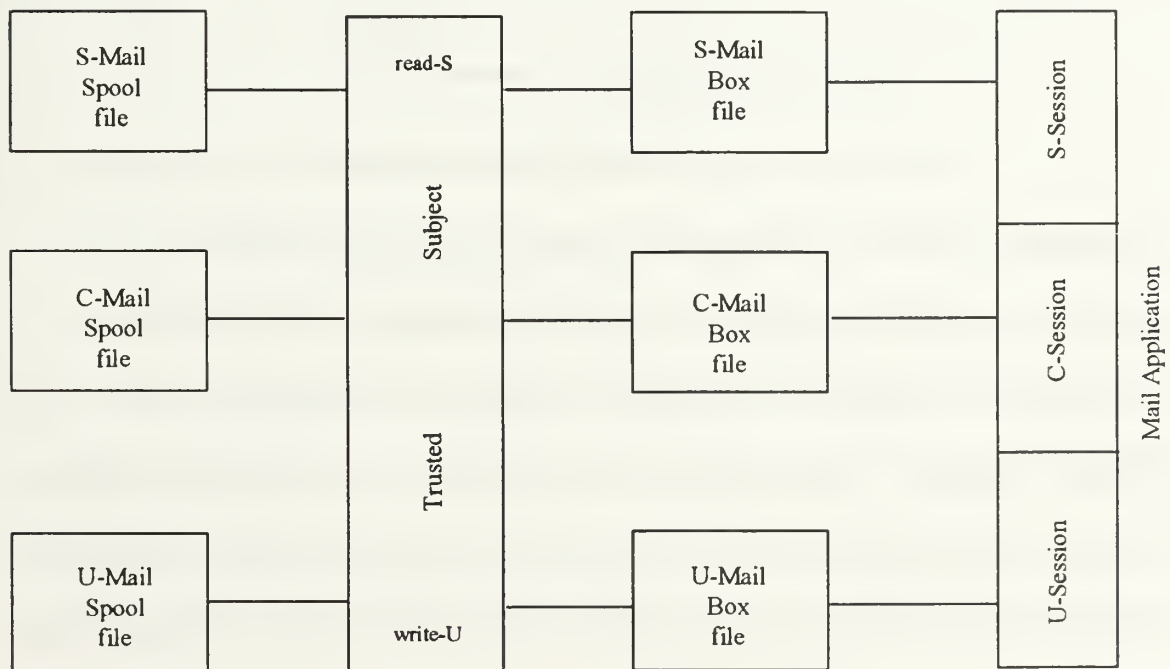 S-Mail
Spool
file
read-S
S-Mail
Box
file
S-Session
C-Mail
Spool
file
Trusted Subject
C-Mail
Box
file
C-Session
Mail Application
U-Mail
Spool
file
write-U
U-Mail
Box
file
U-Session